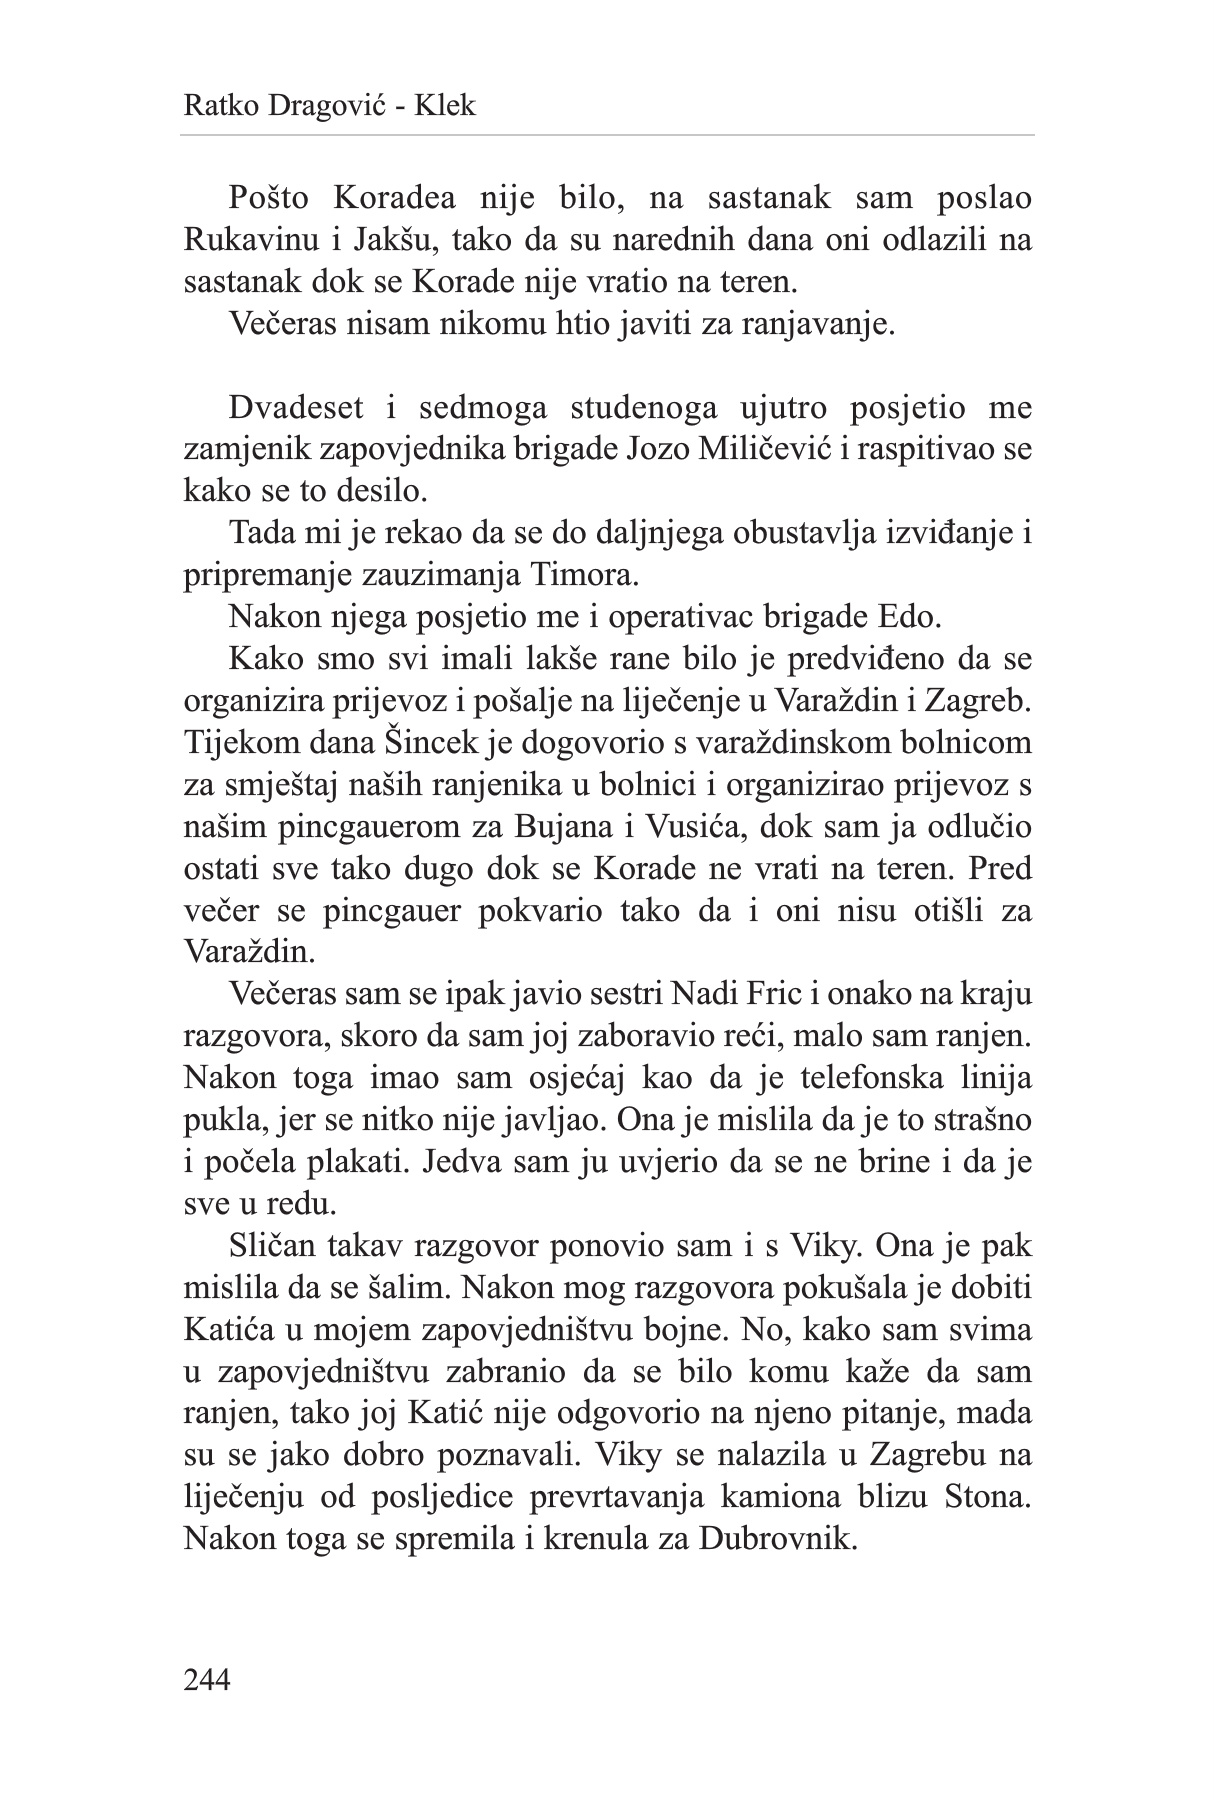 Ratko Dragović - Klek
Pošto Koradea nije bilo, na sastanak sam poslao
Rukavinu i Jakšu, tako da su narednih dana oni odlazili na
sastanak dok se Korade nije vratio na teren.
Večeras nisam nikomu htio javiti za ranjavanje.
Dvadeset i sedmoga studenoga ujutro posjetio me
zamjenik zapovjednika brigade Jozo Miličević i raspitivao se
kako se to desilo.
Tada mi je rekao da se do daljnjega obustavlja izviđanje i
pripremanje zauzimanja Timora.
Nakon njega posjetio me i operativac brigade Edo.
Kako smo svi imali lakše rane bilo je predviđeno da se
organizira prijevoz i pošalje na liječenje u Varaždin i Zagreb.
Tijekom dana Šincek je dogovorio s varaždinskom bolnicom
za smještaj naših ranjenika u bolnici i organizirao prijevoz s
našim pincgauerom za Bujana i Vusića, dok sam ja odlučio
ostati sve tako dugo dok se Korade ne vrati na teren. Pred
večer se pincgauer pokvario tako da i oni nisu otišli za
Varaždin.
Večeras sam se ipak javio sestri Nadi Fric i onako na kraju
razgovora, skoro da sam joj zaboravio reći, malo sam ranjen.
Nakon toga imao sam osjećaj kao da je telefonska linija
pukla, jer se nitko nije javljao. Ona je mislila da je to strašno
i počela plakati. Jedva sam ju uvjerio da se ne brine i da je
sve u redu.
Sličan takav razgovor ponovio sam i s Viky. Ona je pak
mislila da se šalim. Nakon mog razgovora pokušala je dobiti
Katića u mojem zapovjedništvu bojne. No, kako sam svima
u zapovjedništvu zabranio da se bilo komu kaže da sam
ranjen, tako joj Katić nije odgovorio na njeno pitanje, mada
su se jako dobro poznavali. Viky se nalazila u Zagrebu na
liječenju od posljedice prevrtavanja kamiona blizu Stona.
Nakon toga se spremila i krenula za Dubrovnik.
244